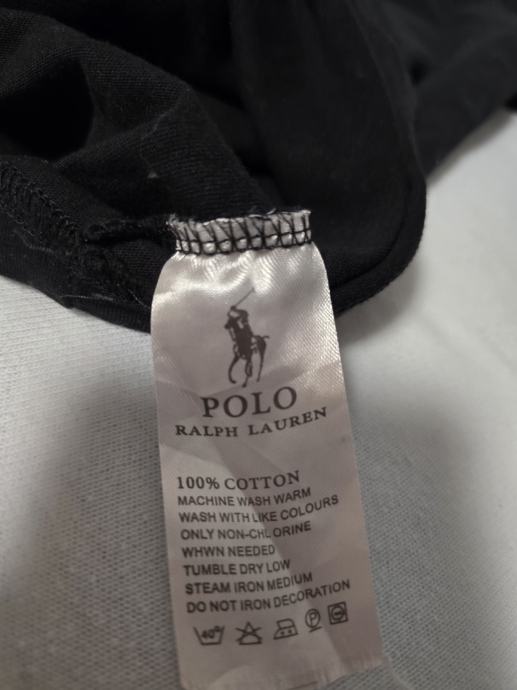 POLO
RALPH LAUREN
100% COTTON
MACHINE WASH WARM
WASH WITH LIKE COLOURS
ONLY NON-CHLORINE
WHWN NEEDED
TUMBLE DRY LOW
STEAM IRON MEDIUM
DO NOT IRON DECORATION
40° P